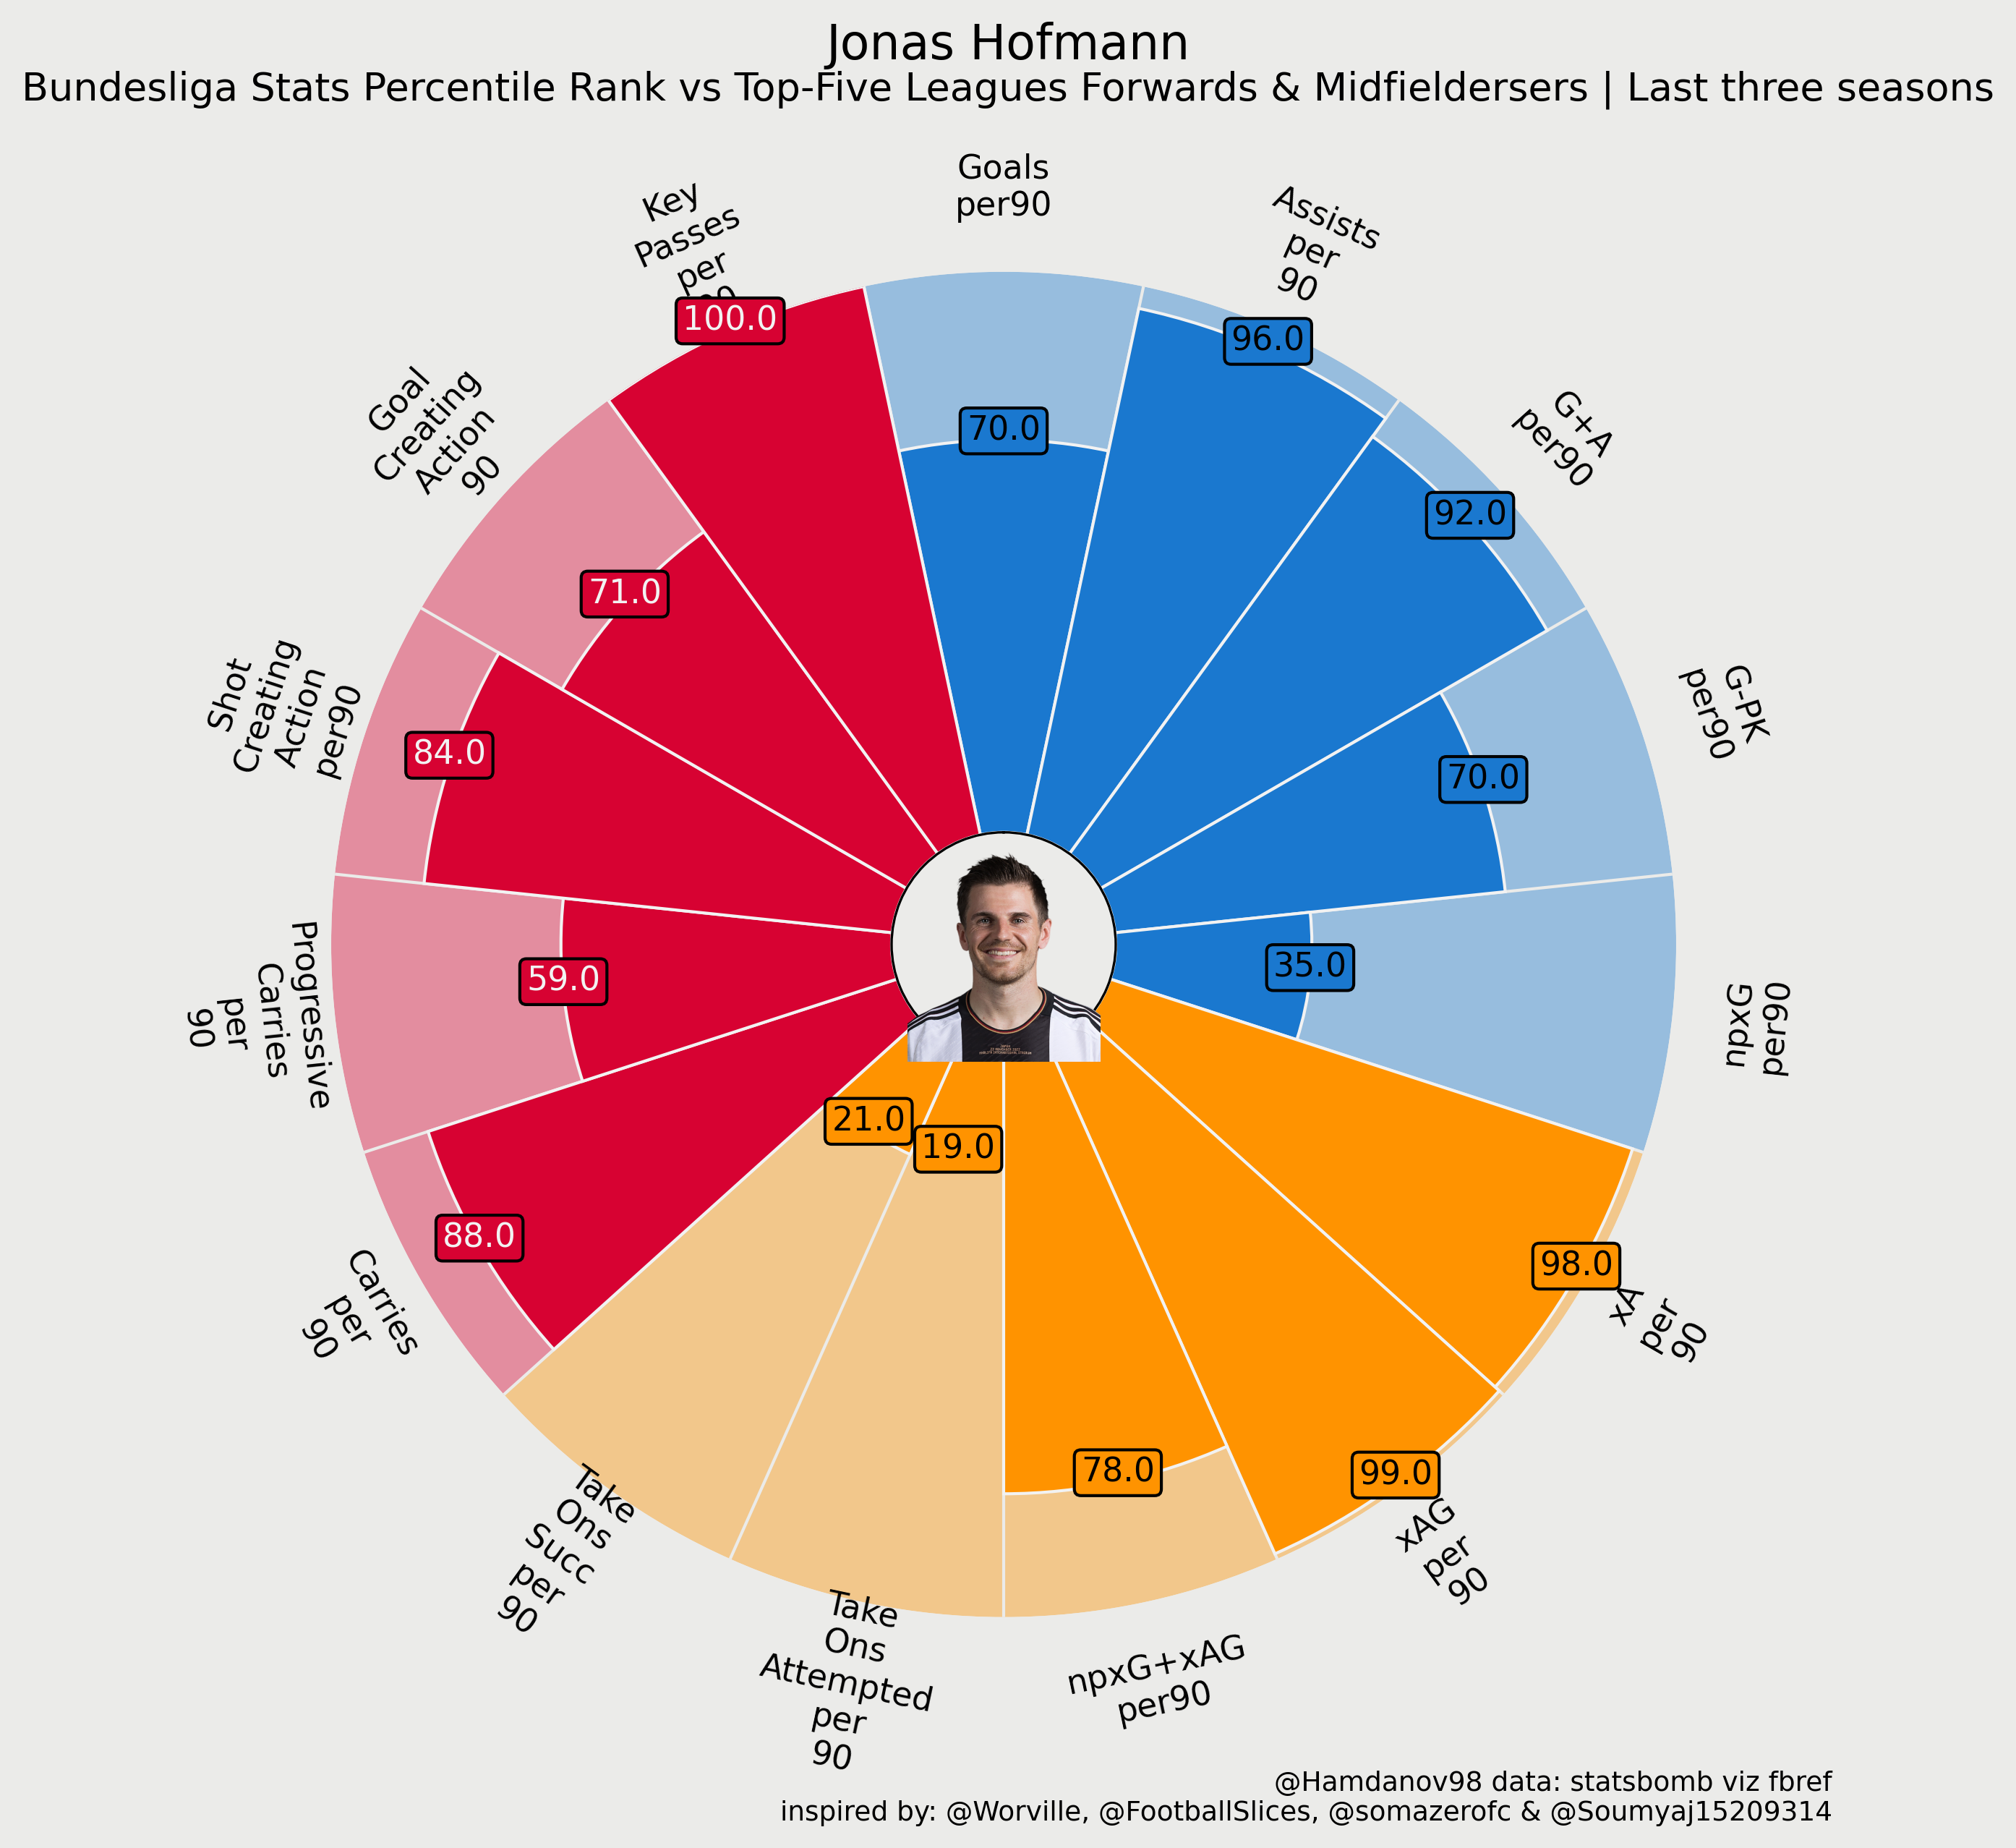 Jonas Hofmann
Bundesliga Stats Percentile Rank vs Top-Five Leagues Forwards & Midfieldersers | Last three seasons
Goals
per90
70.0
Assists
per
90
96.0
G+A
per90
92.0
G-PK
per90
70.0
npxG
per90
35.0
xA
per
90
98.0
xAG
per
90
99.0
npxG+xAG
per90
78.0
Take
Ons
Attempted
per
90
19.0
Take
Ons
Succ
per
90
21.0
Carries
per
90
88.0
Progressive
Carries
per
90
59.0
Shot
Creating
Action
per90
84.0
Goal
Creating
Action
90
71.0
Key
Passes
per
100.0
@Hamdanov98 data: statsbomb viz fbref
inspired by: @Worville, @FootballSlices, @somazerofc & @Soumyaj15209314